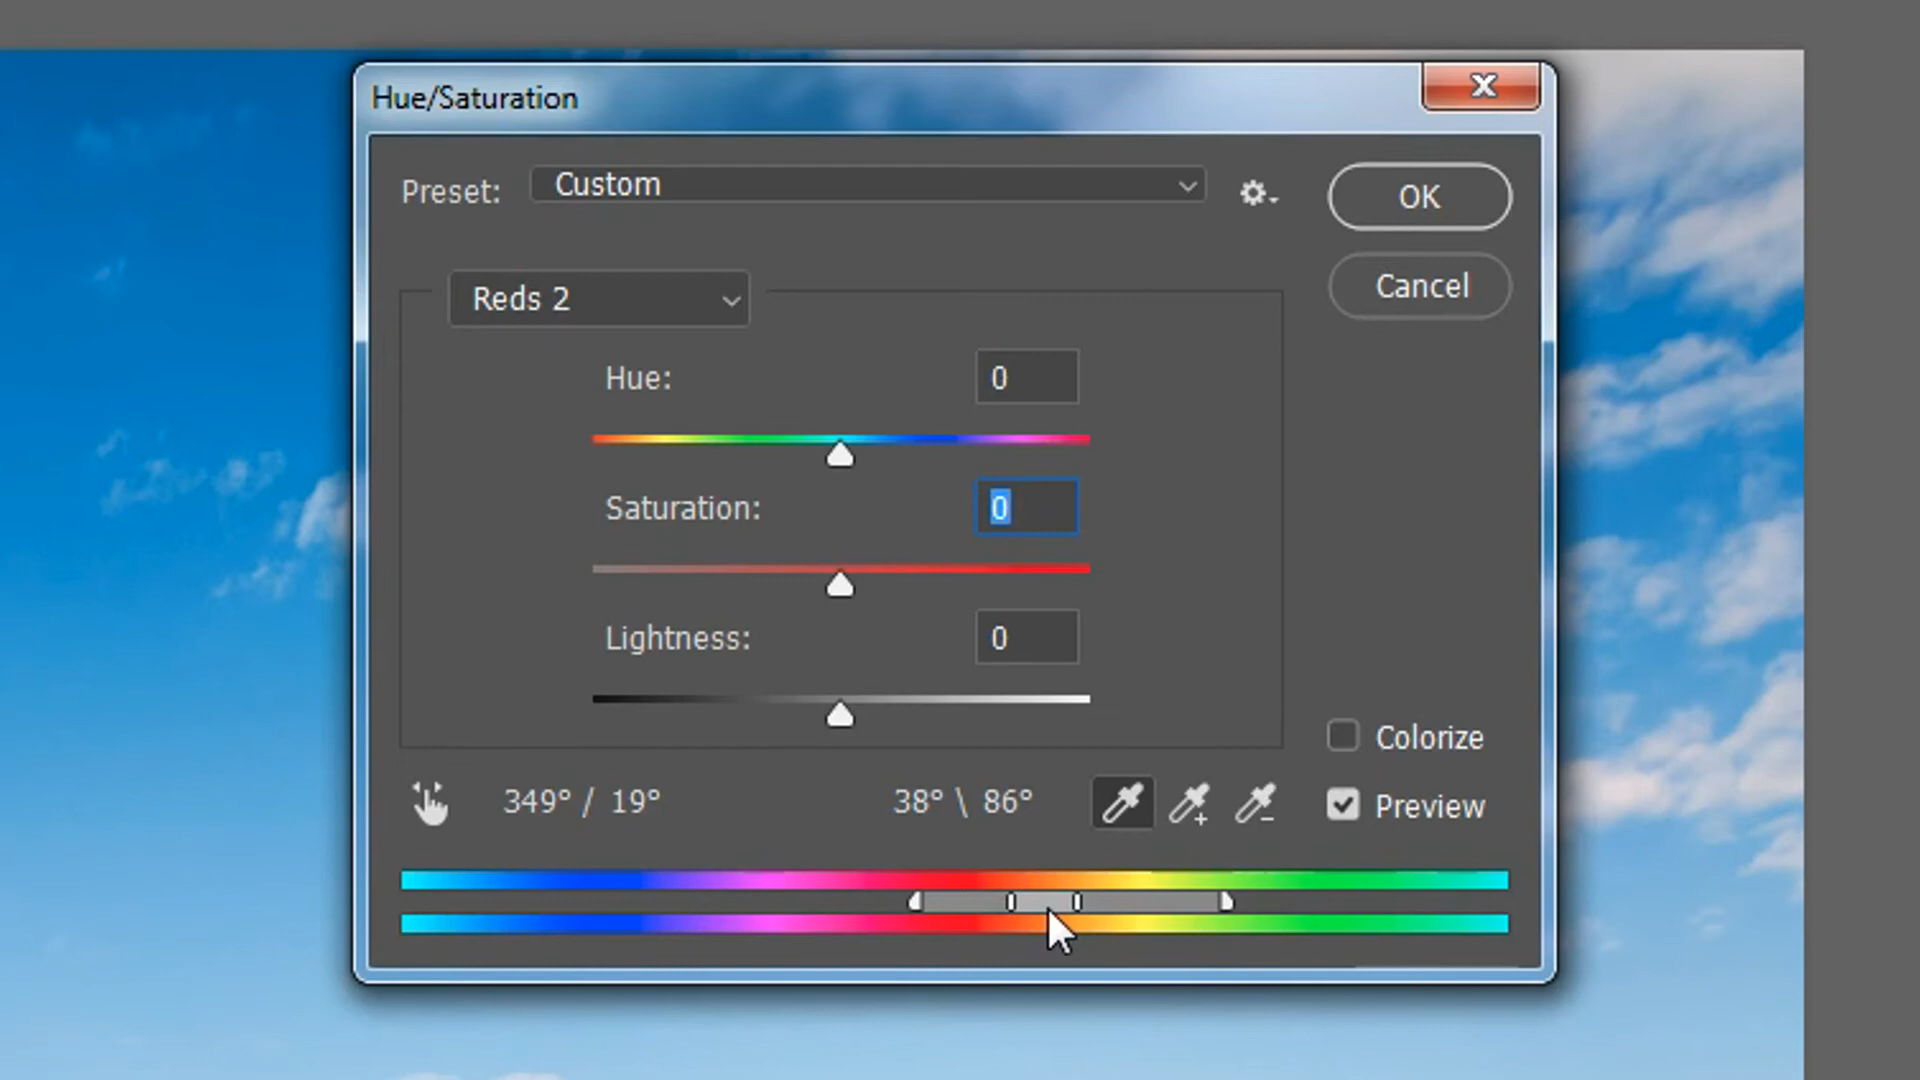 Hue/Saturation
Preset: Custom
OK
Cancel
Reds 2
Hue: 0
Saturation: 0
Lightness: 0
Colorize
349° / 19° 38° \ 86°
Preview